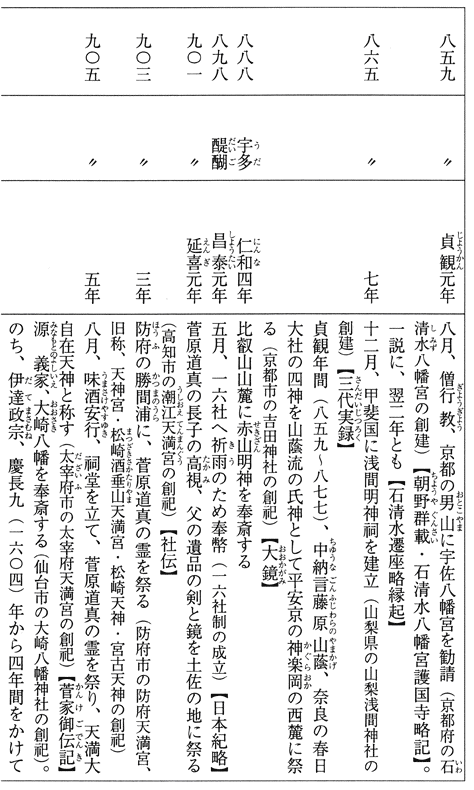 八五九 〃 貞観元年 八月、僧行教、京都の男山に宇佐八幡宮を勧請（京都府の石
清水八幡宮の創建）【朝野群載・石清水八幡宮護国寺略記】。
一説に、翌二年とも【石清水遷座略縁起】
八六五 〃 七年 十二月、甲斐国に浅間明神祠を建立（山梨県の山梨浅間神社の
創建）【三代実録】
貞観年間（八五九～八七七）、中納言藤原山蔭、奈良の春日
大社の四神を山蔭流の氏神として平安京の神楽岡の西麓に祭
る（京都市の吉田神社の創祀）【大鏡】
八八八 宇多 仁和四年 比叡山山麓に赤山明神を奉斎する
八九八 醍醐 昌泰元年 五月、一六社へ祈雨のため奉幣（一六社制の成立）【日本紀略】
九〇一 延喜元年 菅原道真の長子の高視、父の遺品の剣と鏡を土佐の地に祭る
（高知市の潮江天満宮の創祀）【社伝】
九〇三 〃 三年 防府の勝間浦に、菅原道真の霊を祭る（防府市の防府天満宮、
旧称、天神宮・松崎酒垂山天満宮・松崎天神・宮古天神の創祀）
九〇五 〃 五年 八月、味酒安行、祠堂を立て、菅原道真の霊を祭り、天満大
自在天神と称す（太宰府市の太宰府天満宮の創祀）【菅家御伝記】
源義家、大崎八幡を奉斎する（仙台市の大崎八幡神社の創祀）。
のち、伊達政宗、慶長九（一六〇四）年から四年間をかけて